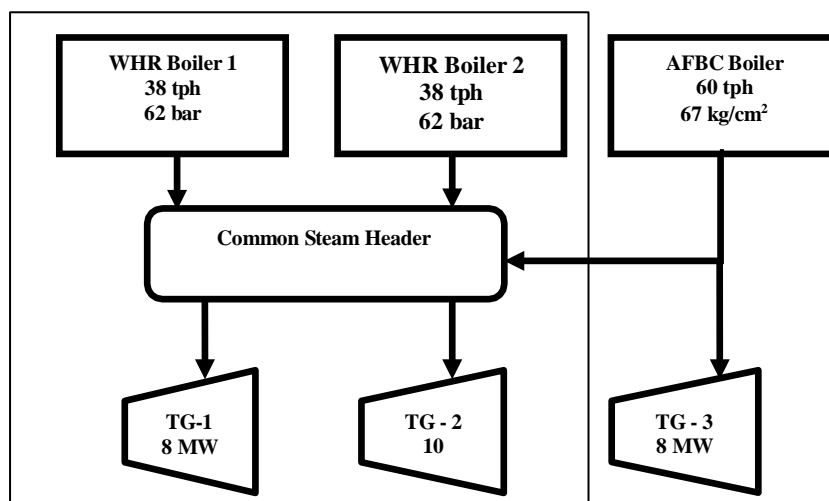 WHR Boiler 1
38 tph
62 bar
WHR Boiler 2
38 tph
62 bar
AFBC Boiler
60 tph
67 kg/cm²
Common Steam Header
TG-1
8 MW
TG - 2
10
TG - 3
8 MW